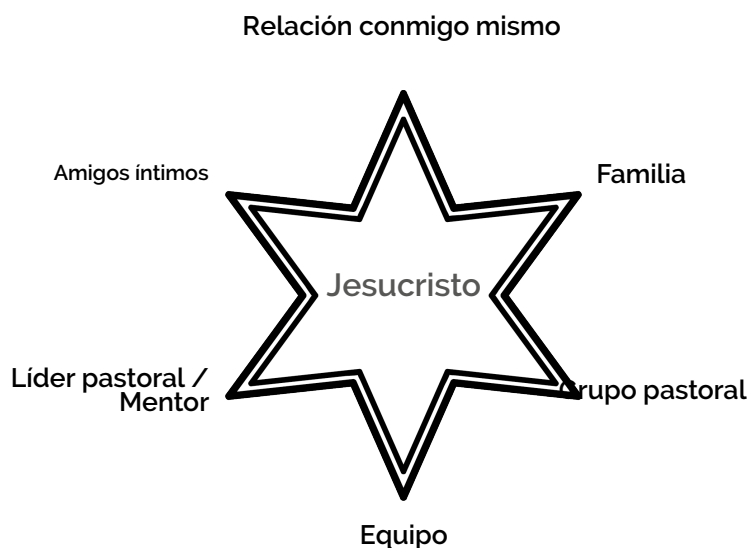 Relación conmigo mismo
Amigos íntimos
Familia
Jesucristo
Líder pastoral /
Mentor
Grupo pastoral
Equipo